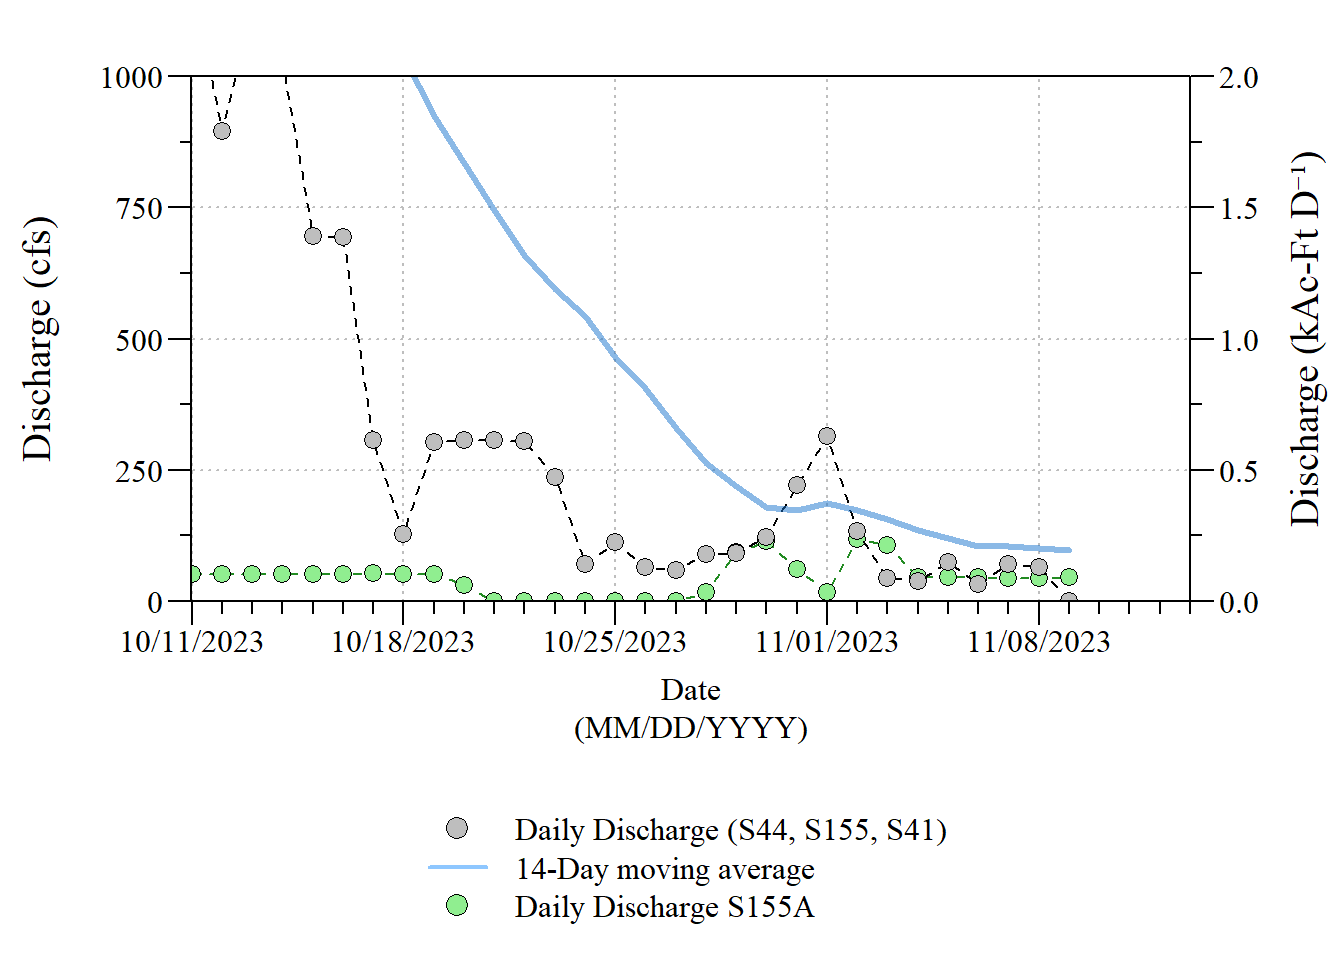 1000
750
500
250
0
2.0
1.5
1.0
0.5
0.0
Discharge (cfs)
Discharge (kAc-Ft D⁻¹)
10/11/2023 10/18/2023 10/25/2023 11/01/2023 11/08/2023
Date
(MM/DD/YYYY)
Daily Discharge (S44, S155, S41)
14-Day moving average
Daily Discharge S155A